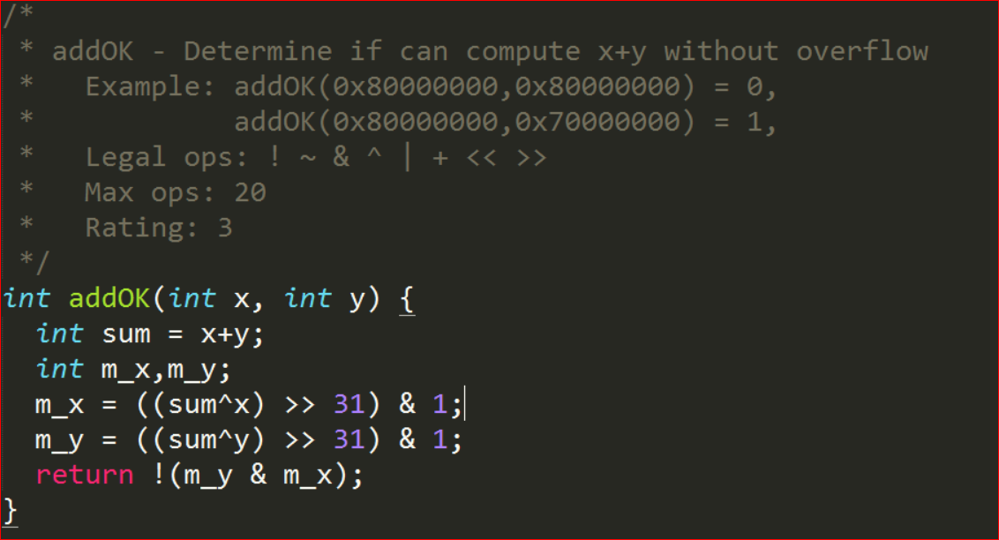 /*
 * addOK - Determine if can compute x+y without overflow
 *   Example: addOK(0x80000000,0x80000000) = 0,
 *            addOK(0x80000000,0x70000000) = 1,
 *   Legal ops: ! ~ & ^ | + << >>
 *   Max ops: 20
 *   Rating: 3
 */
int addOK(int x, int y) {
  int sum = x+y;
  int m_x,m_y;
  m_x = ((sum^x) >> 31) & 1;
  m_y = ((sum^y) >> 31) & 1;
  return !(m_y & m_x);
}